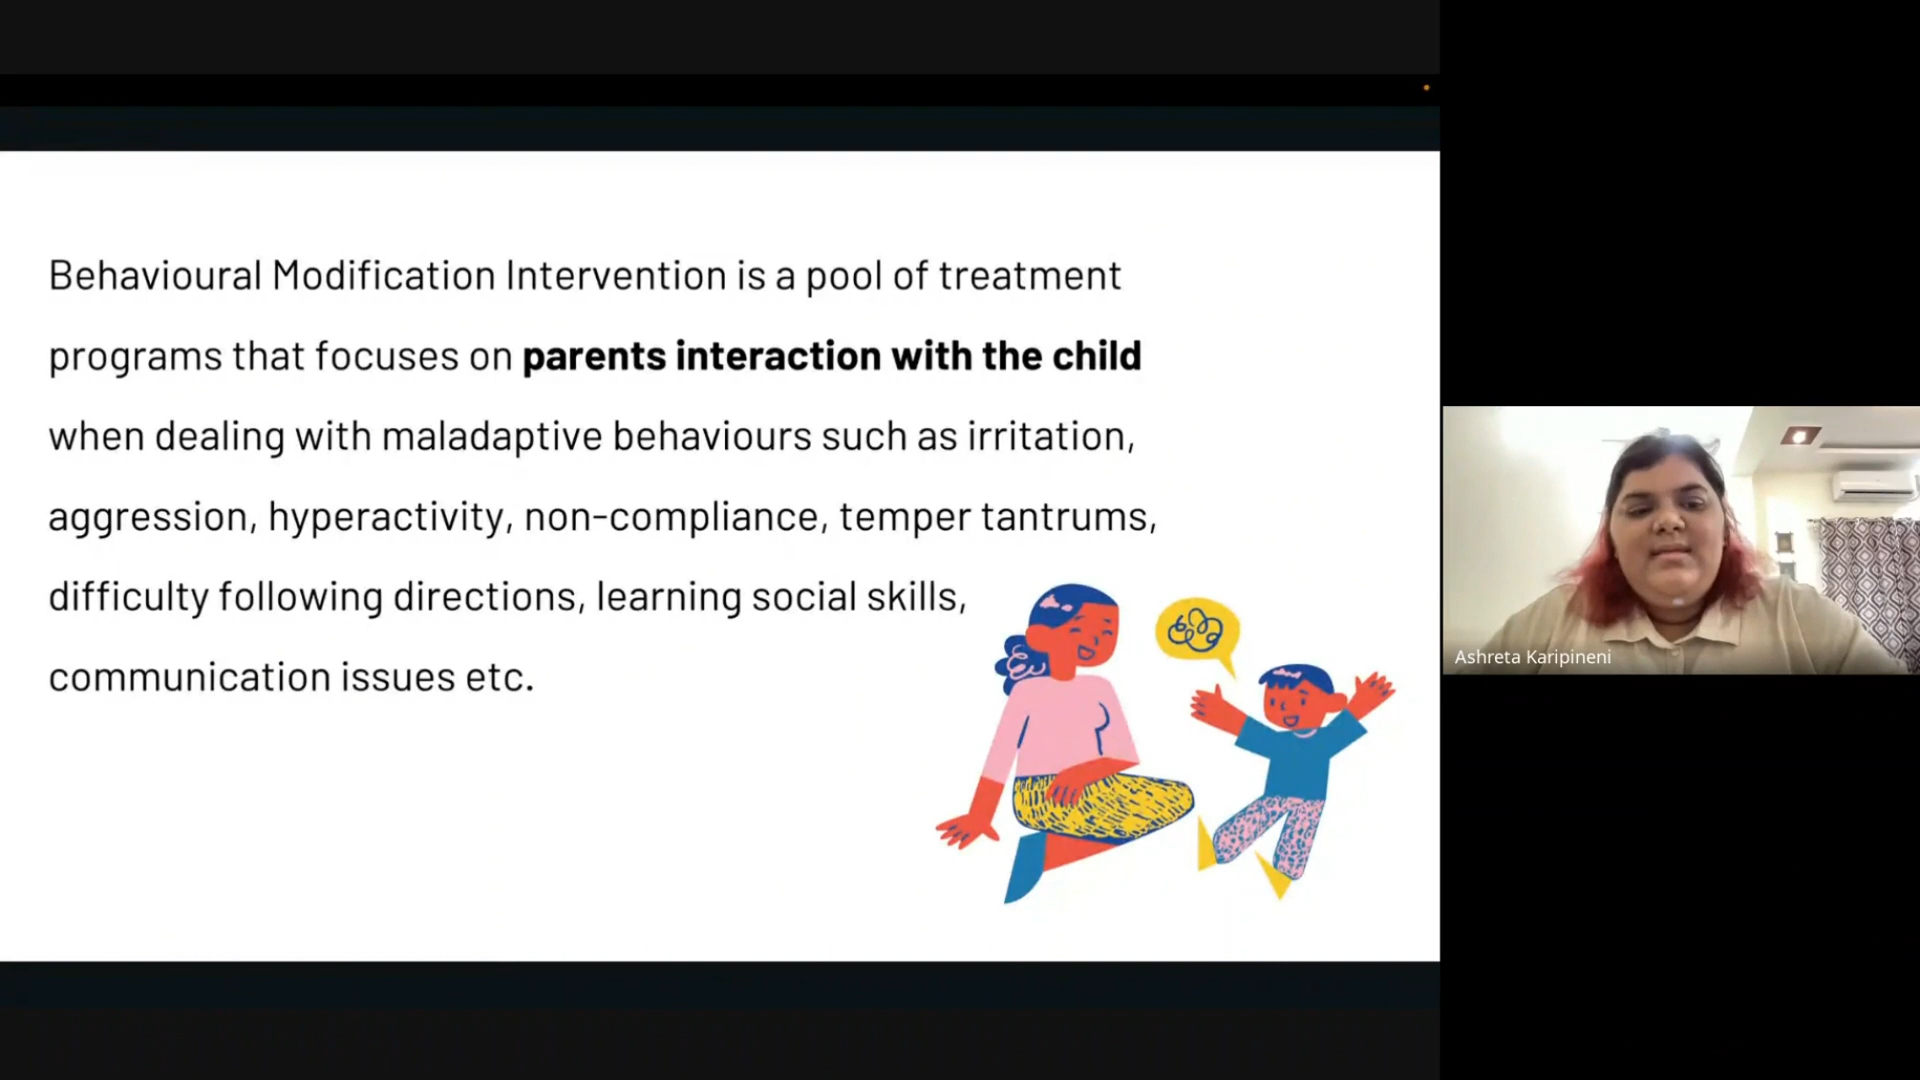 Behavioural Modification Intervention is a pool of treatment
programs that focuses on parents interaction with the child
when dealing with maladaptive behaviours such as irritation,
aggression, hyperactivity, non-compliance, temper tantrums,
difficulty following directions, learning social skills,
communication issues etc.
Ashreta Karipineni